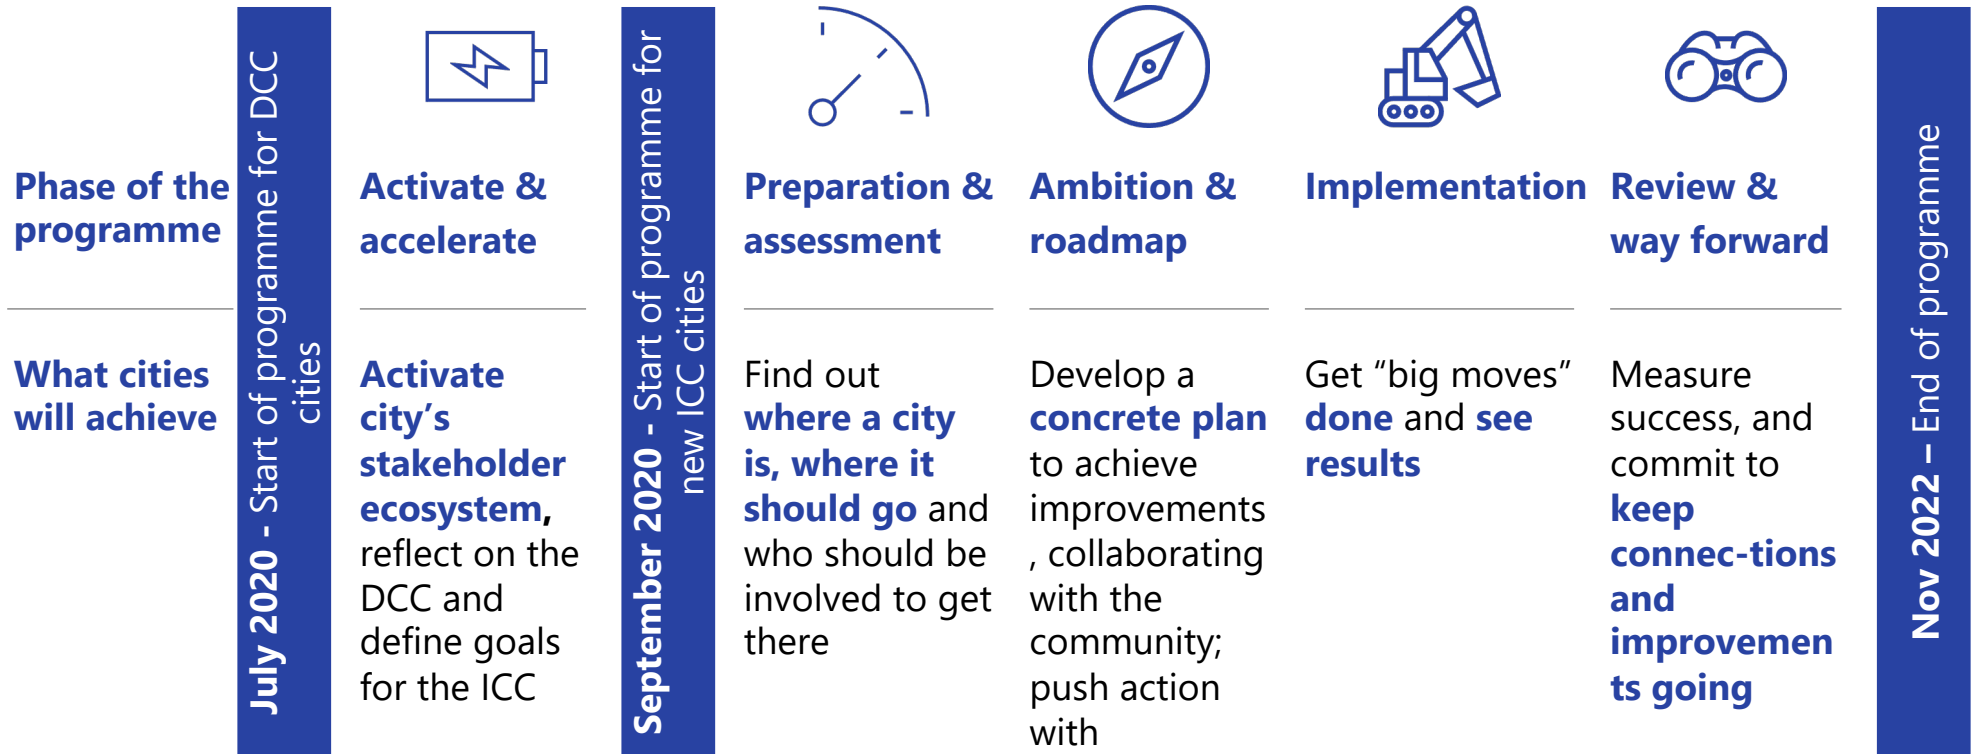 Phase of the
programme
What cities
will achieve
July 2020 - Start of programme for DCC
cities
Activate &
accelerate
Activate
city’s
stakeholder
ecosystem,
reflect on the
DCC and
define goals
for the ICC
September 2020 - Start of programme for
new ICC cities
Preparation &
assessment
Find out
where a city
is, where it
should go and
who should be
involved to get
there
Ambition &
roadmap
Develop a
concrete plan
to achieve
improvements
, collaborating
with the
community;
push action
with
Implementation
Get “big moves”
done and see
results
Review &
way forward
Measure
success, and
commit to
keep
connec-tions
and
improvemen
ts going
Nov 2022 – End of programme